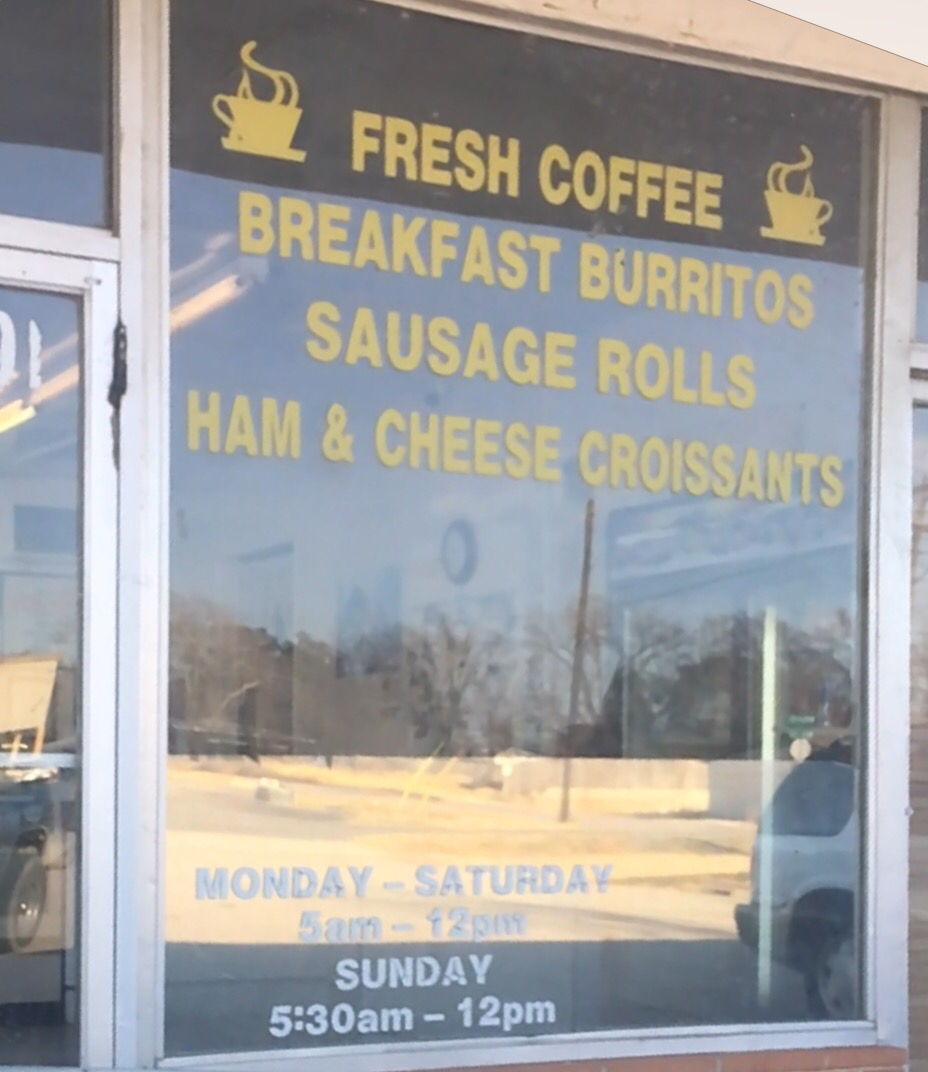 FRESH COFFEE
BREAKFAST BURRITOS
SAUSAGE ROLLS
HAM & CHEESE CROISSANTS
MONDAY – SATURDAY
5am – 12pm
SUNDAY
5:30am – 12pm